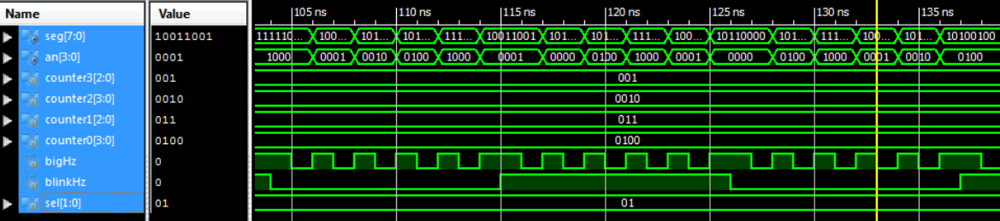 Name Value 105 ns 110 ns 115 ns 120 ns 125 ns 130 ns 135 ns
seg[7:0] 10011001 111110... 100... 101... 101... 111... 10011001 101... 101... 111... 100... 10110000 101... 111... 100... 101... 10100100
an[3:0] 0001 1000 0001 0010 0100 1000 0001 0000 0100 1000 0001 0000 0100 1000 0001 0010 0100
counter3[2:0] 001 001
counter2[3:0] 0010 0010
counter1[2:0] 011 011
counter0[3:0] 0100 0100
bigHz 0
blinkHz 0
sel[1:0] 01 01